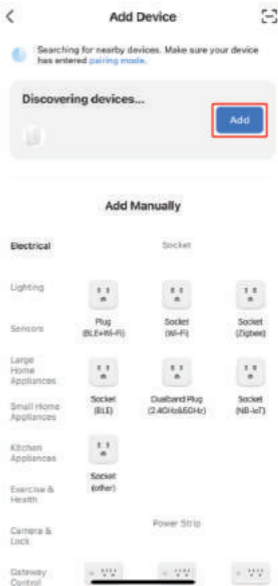 Add Device
Searching for nearby devices. Make sure your device
has entered pairing mode.
Discovering devices...
Add
Add Manually
Electrical
Socket
Lighting
Plug
(BLE+Wi-Fi)
Socket
(Wi-Fi)
Socket
(Zigbee)
Sensors
Large
Home
Appliances
Socket
(BLE)
Dualband Plug
(2.4GHz&5GHz)
Socket
(NB-IoT)
Small Home
Appliances
Kitchen
Appliances
Socket
(other)
Exercise &
Health
Power Strip
Camera &
Lock
Gateway
Control